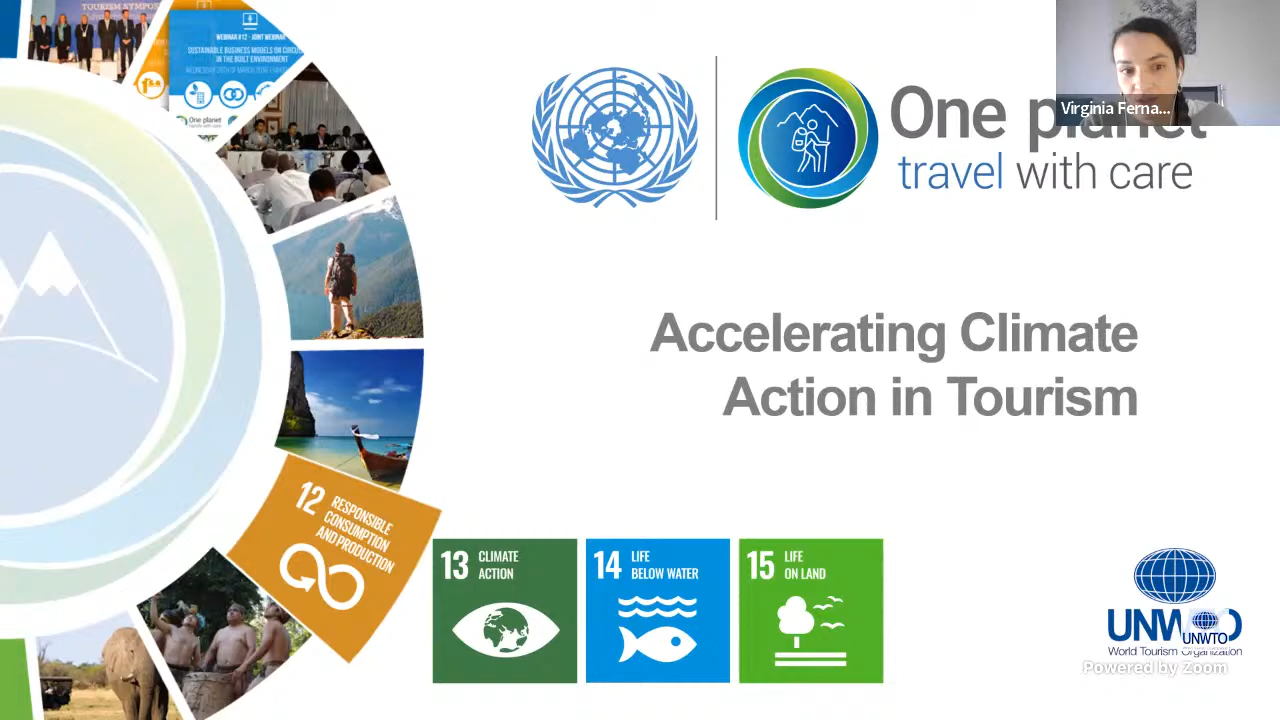 TOURISM SYMPO
WEBINAR #12 - JOINT WEBINAR
SUSTAINABLE BUSINESS MODELS ON
IN THE BUILT ENVIRONMENT
One planet
Virginia Ferna...
One planet
travel with care
Accelerating Climate
Action in Tourism
12 RESPONSIBLE
CONSUMPTION
AND PRODUCTION
13 CLIMATE
ACTION
14 LIFE
BELOW WATER
15 LIFE
ON LAND
UNWTO
UNWTO
World Tourism Organization
Powered by Zoom